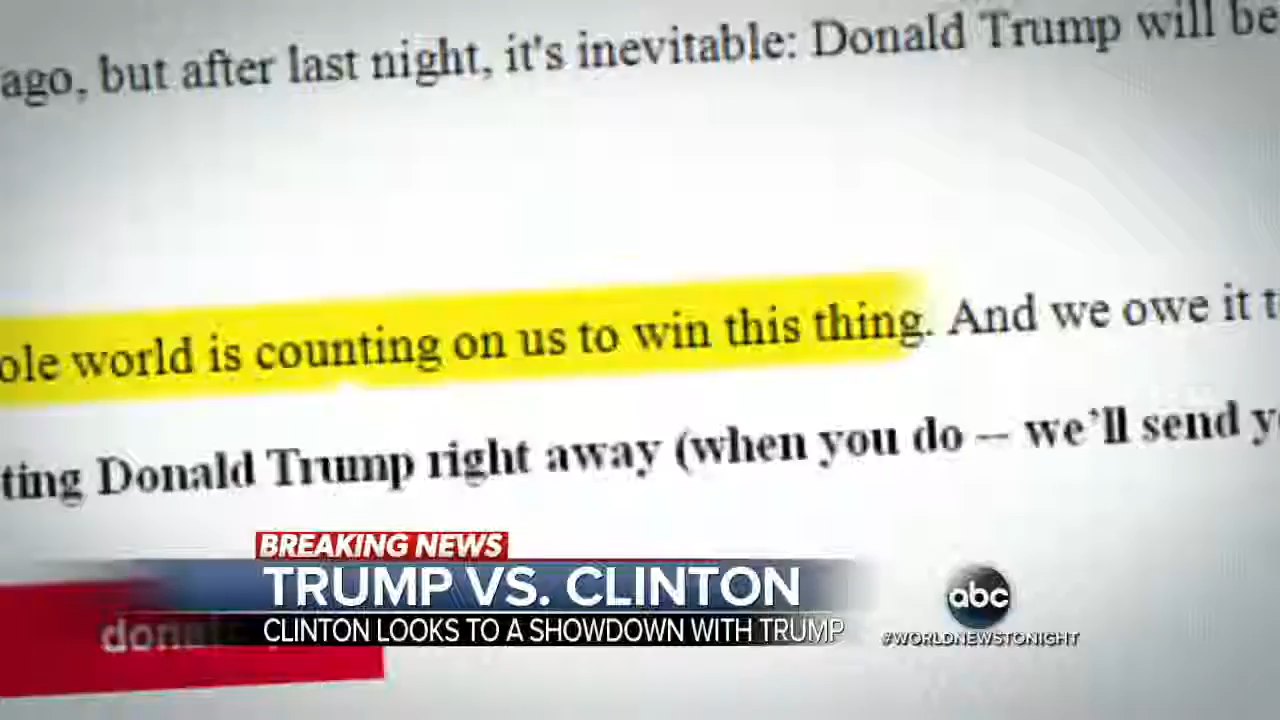 ago, but after last night, it's inevitable: Donald Trump will be
ole world is counting on us to win this thing. And we owe it t
ting Donald Trump right away (when you do – we’ll send y
BREAKING NEWS
TRUMP VS. CLINTON
CLINTON LOOKS TO A SHOWDOWN WITH TRUMP
abc
#WORLDNEWSTONIGHT